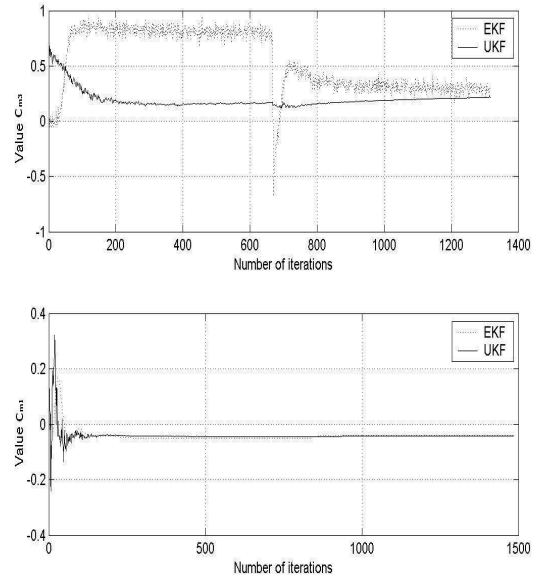 1
0.5
0
-0.5
-1
Value Cm3
EKF
UKF
0 200 400 600 800 1000 1200 1400
Number of iterations
0.4
0.2
0
-0.2
-0.4
Value Cm1
EKF
UKF
0 500 1000 1500
Number of iterations